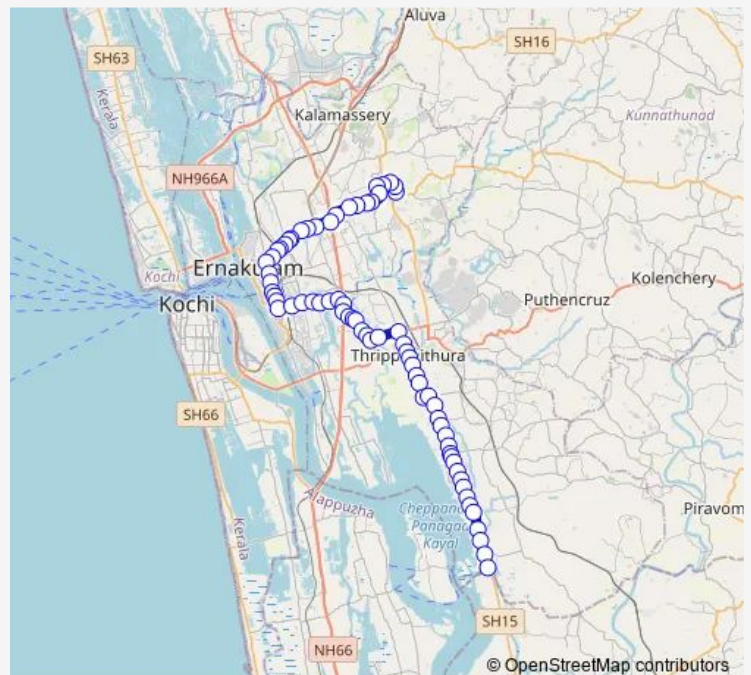 Aluva
SH63
SH16
Kerala
Kalamassery
Kunnathunad
NH966A
Ernakulam
Kochi
Kochi
Kolenchery
Puthencruz
SH66
Alappuzha
Piravom
Kerala
SH15
NH66
© OpenStreetMap contributors